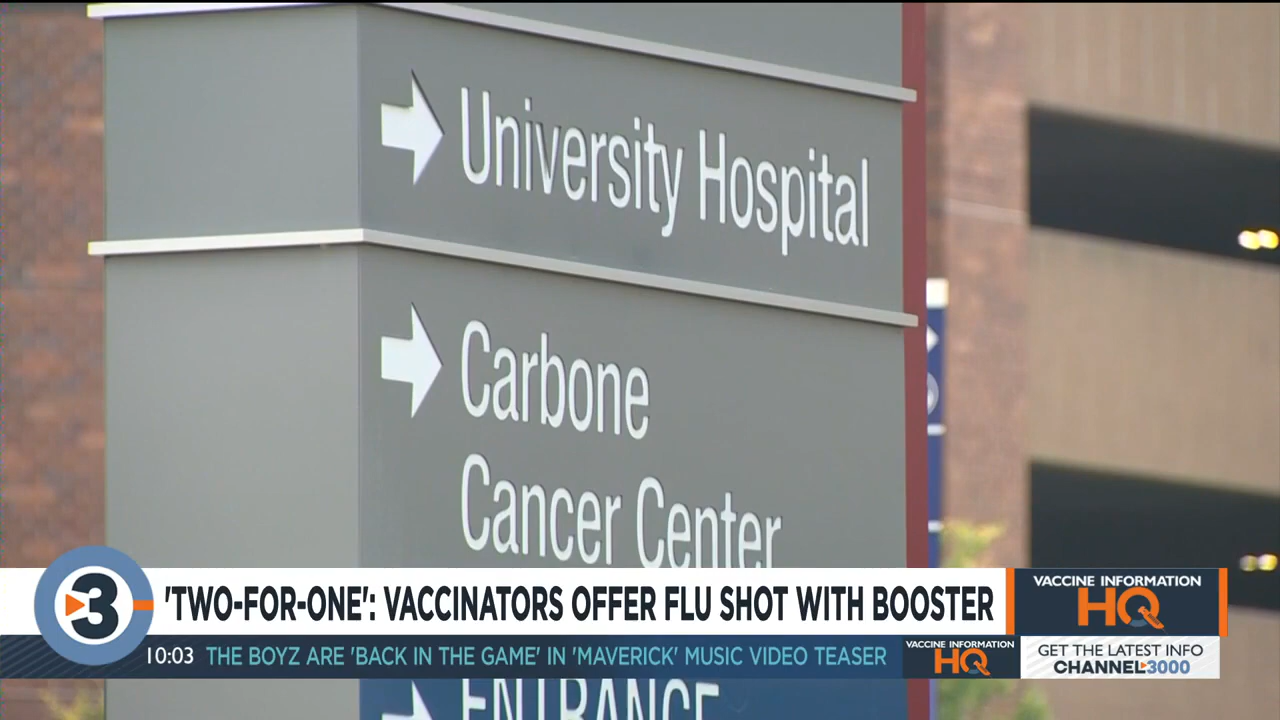 University Hospital
Carbone
Cancer Center
3
'TWO-FOR-ONE': VACCINATORS OFFER FLU SHOT WITH BOOSTER
VACCINE INFORMATION
HQ
10:03 THE BOYZ ARE 'BACK IN THE GAME' IN 'MAVERICK' MUSIC VIDEO TEASER
VACCINE INFORMATION
HQ
GET THE LATEST INFO
CHANNEL3000
ENTRANCE